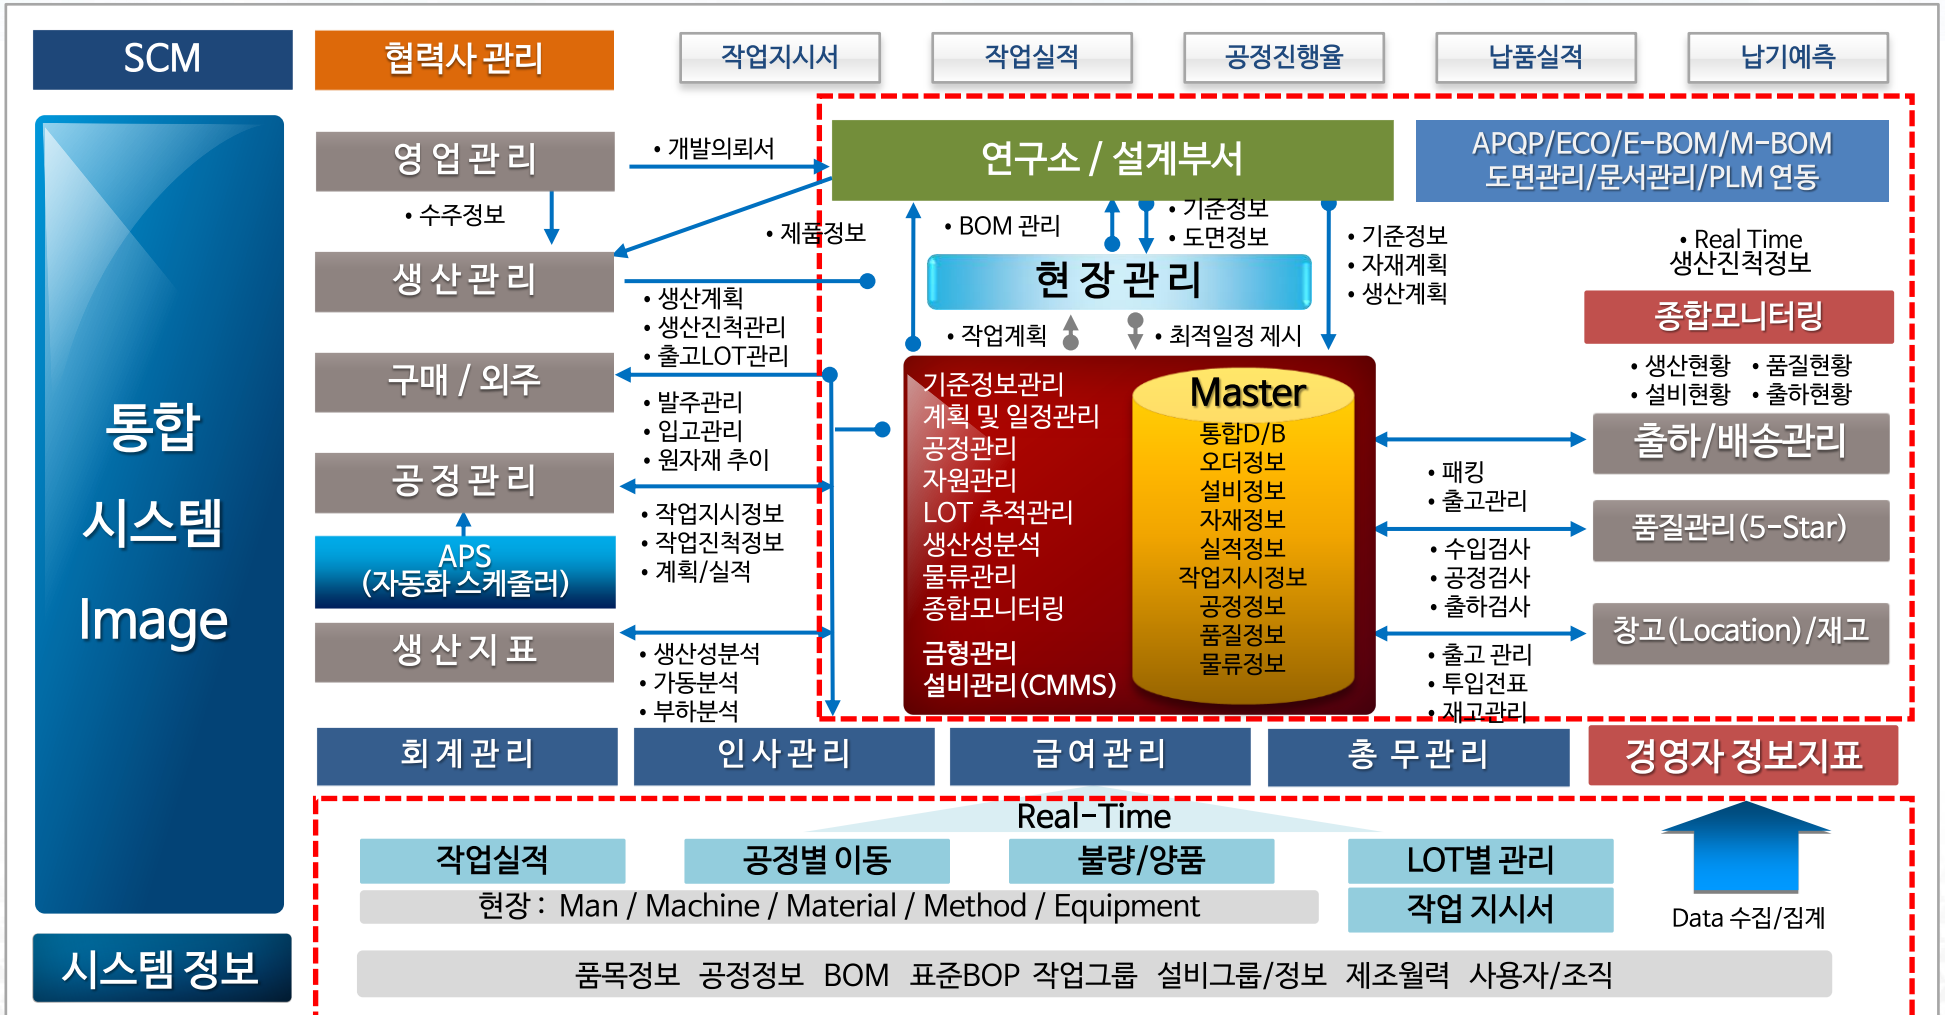 SCM
협력사 관리
작업지시서
작업실적
공정진행율
납품실적
납기예측
통합
시스템
Image
시스템 정보
영 업 관 리
• 개발의뢰서
• 수주정보
연구소 / 설계부서
APQP/ECO/E-BOM/M-BOM
도면관리/문서관리/PLM 연동
• 제품정보
• BOM 관리
• 기준정보
• 도면정보
• 기준정보
• 자재계획
• 생산계획
• Real Time
생산진척정보
생 산 관 리
• 생산계획
• 생산진척관리
• 출고LOT관리
현 장 관 리
• 작업계획
• 최적일정 제시
종합모니터링
• 생산현황 • 품질현황
• 설비현황 • 출하현황
구매 / 외주
• 발주관리
• 입고관리
• 원자재 추이
공 정 관 리
• 작업지시정보
• 작업진척정보
• 계획/실적
APS
(자동화 스케줄러)
생 산 지 표
• 생산성분석
• 가동분석
• 부하분석
기준정보관리
계획 및 일정관리
공정관리
자원관리
LOT 추적관리
생산성분석
물류관리
종합모니터링
금형관리
설비관리(CMMS)
Master
통합D/B
오더정보
설비정보
자재정보
실적정보
작업지시정보
공정정보
품질정보
물류정보
출하/배송관리
• 패킹
• 출고관리
품질관리(5-Star)
• 수입검사
• 공정검사
• 출하검사
창고(Location)/재고
• 출고 관리
• 투입전표
• 재고관리
회 계 관 리
인 사 관 리
급 여 관 리
총 무 관 리
경영자 정보지표
Real-Time
작업실적
공정별 이동
불량/양품
LOT별 관리
현장 : Man / Machine / Material / Method / Equipment
작업 지시서
Data 수집/집계
품목정보 공정정보 BOM 표준BOP 작업그룹 설비그룹/정보 제조월력 사용자/조직